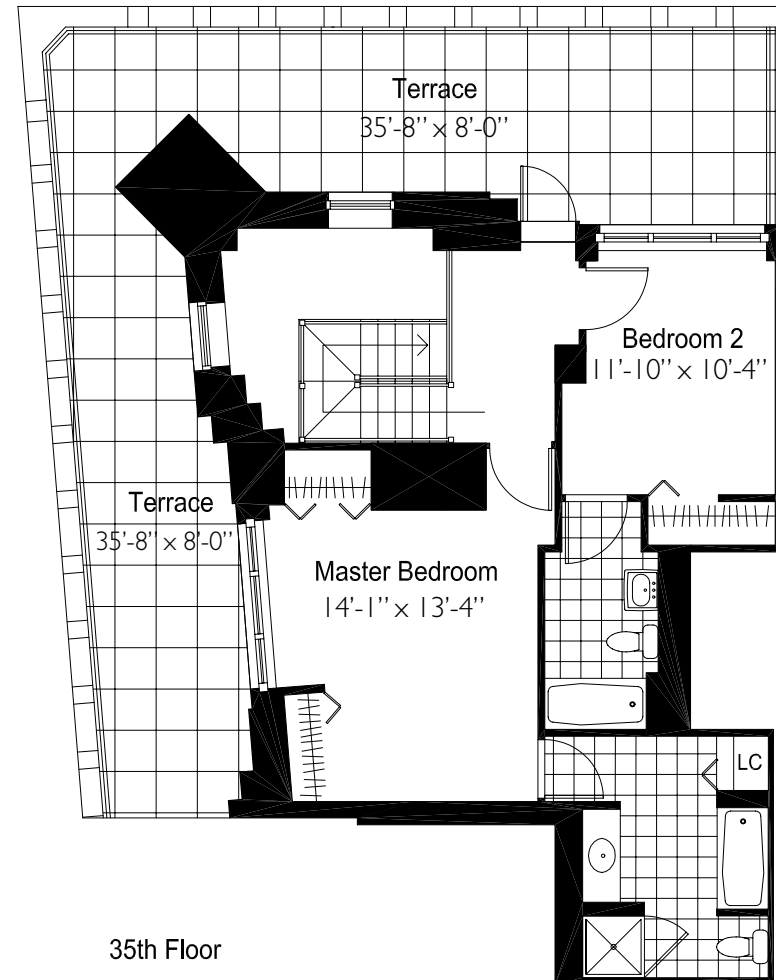 Terrace
35'-8'' x 8'-0''
Bedroom 2
11'-10'' x 10'-4''
Terrace
35'-8'' x 8'-0''
Master Bedroom
14'-1'' x 13'-4''
LC
35th Floor